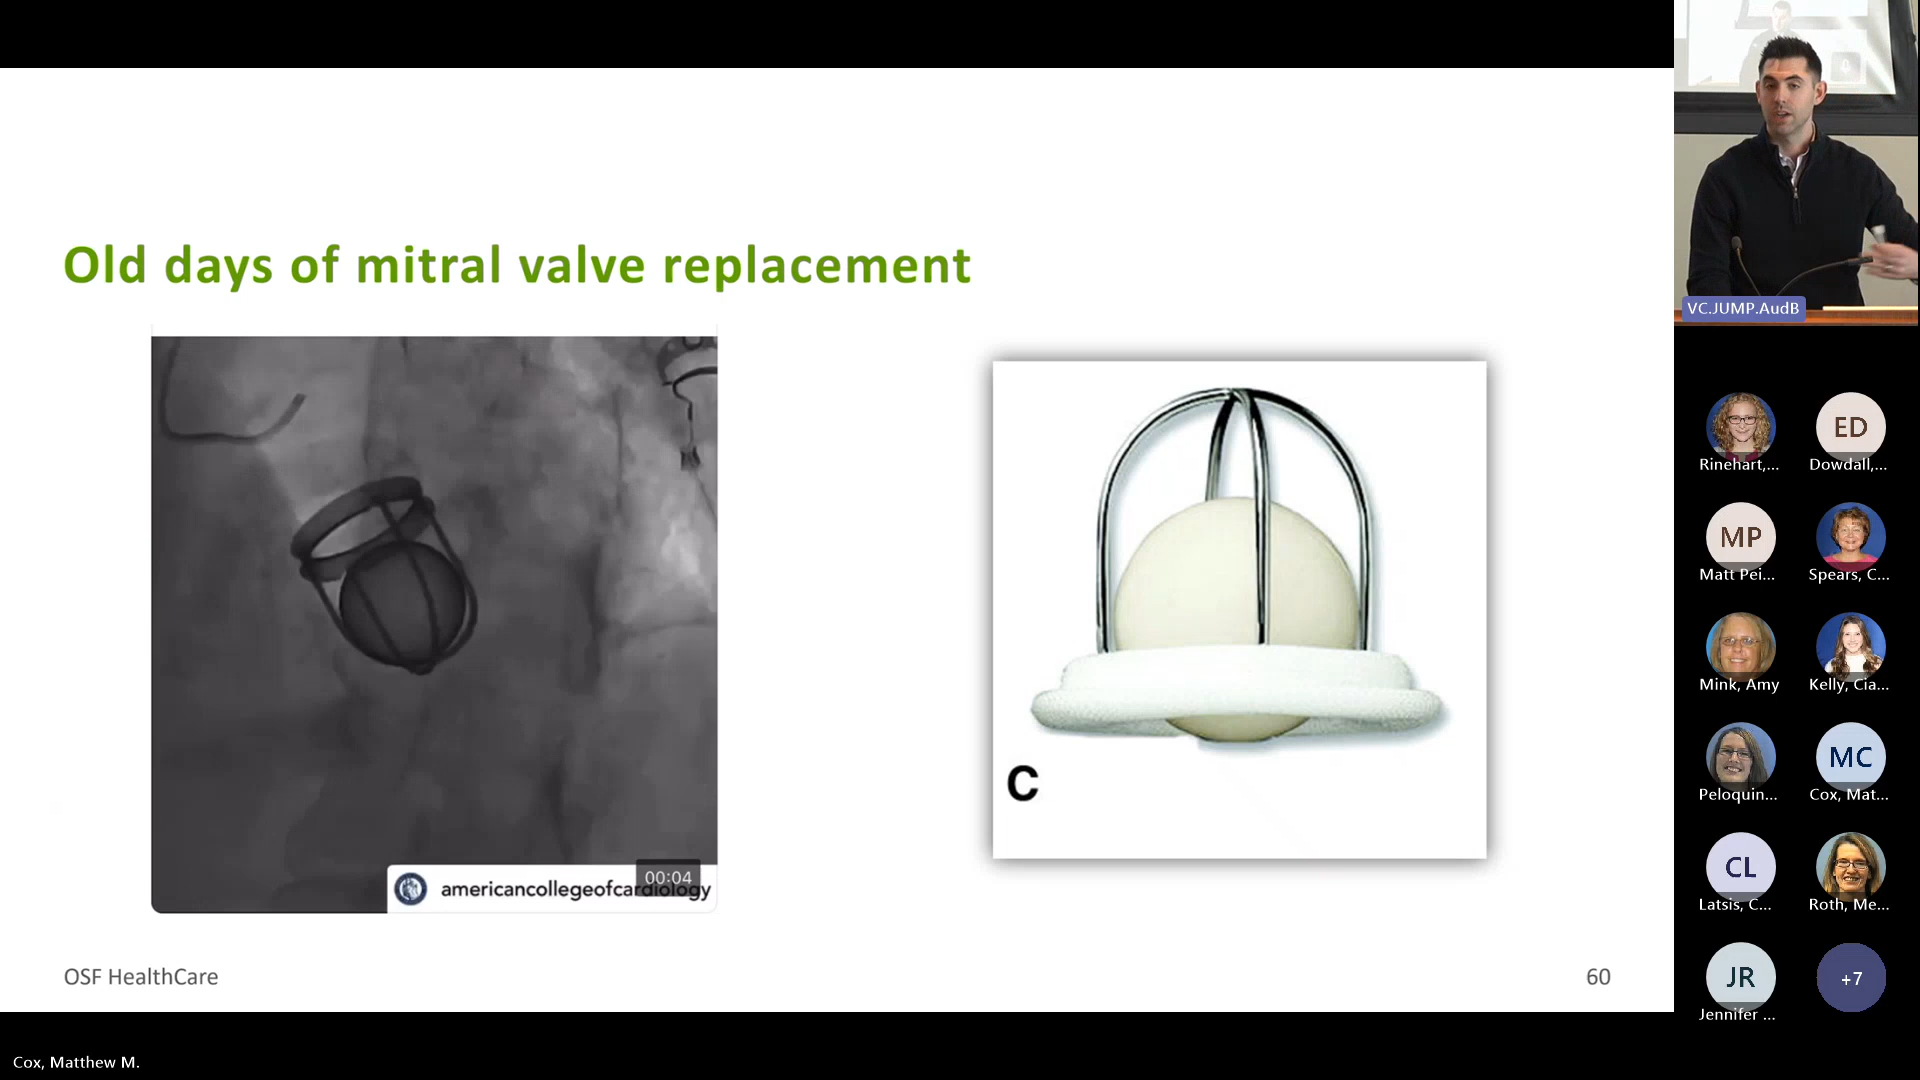 Old days of mitral valve replacement
00:04
americancollegeofcardiology
C
OSF HealthCare
60
VC.JUMP.AudB
Rinehart,...
ED
Dowdall,...
MP
Matt Pei...
Spears, C...
Mink, Amy
Kelly, Cia...
Peloquin...
MC
Cox, Mat...
CL
Latsis, C...
Roth, Me...
JR
Jennifer ...
+7
Cox, Matthew M.